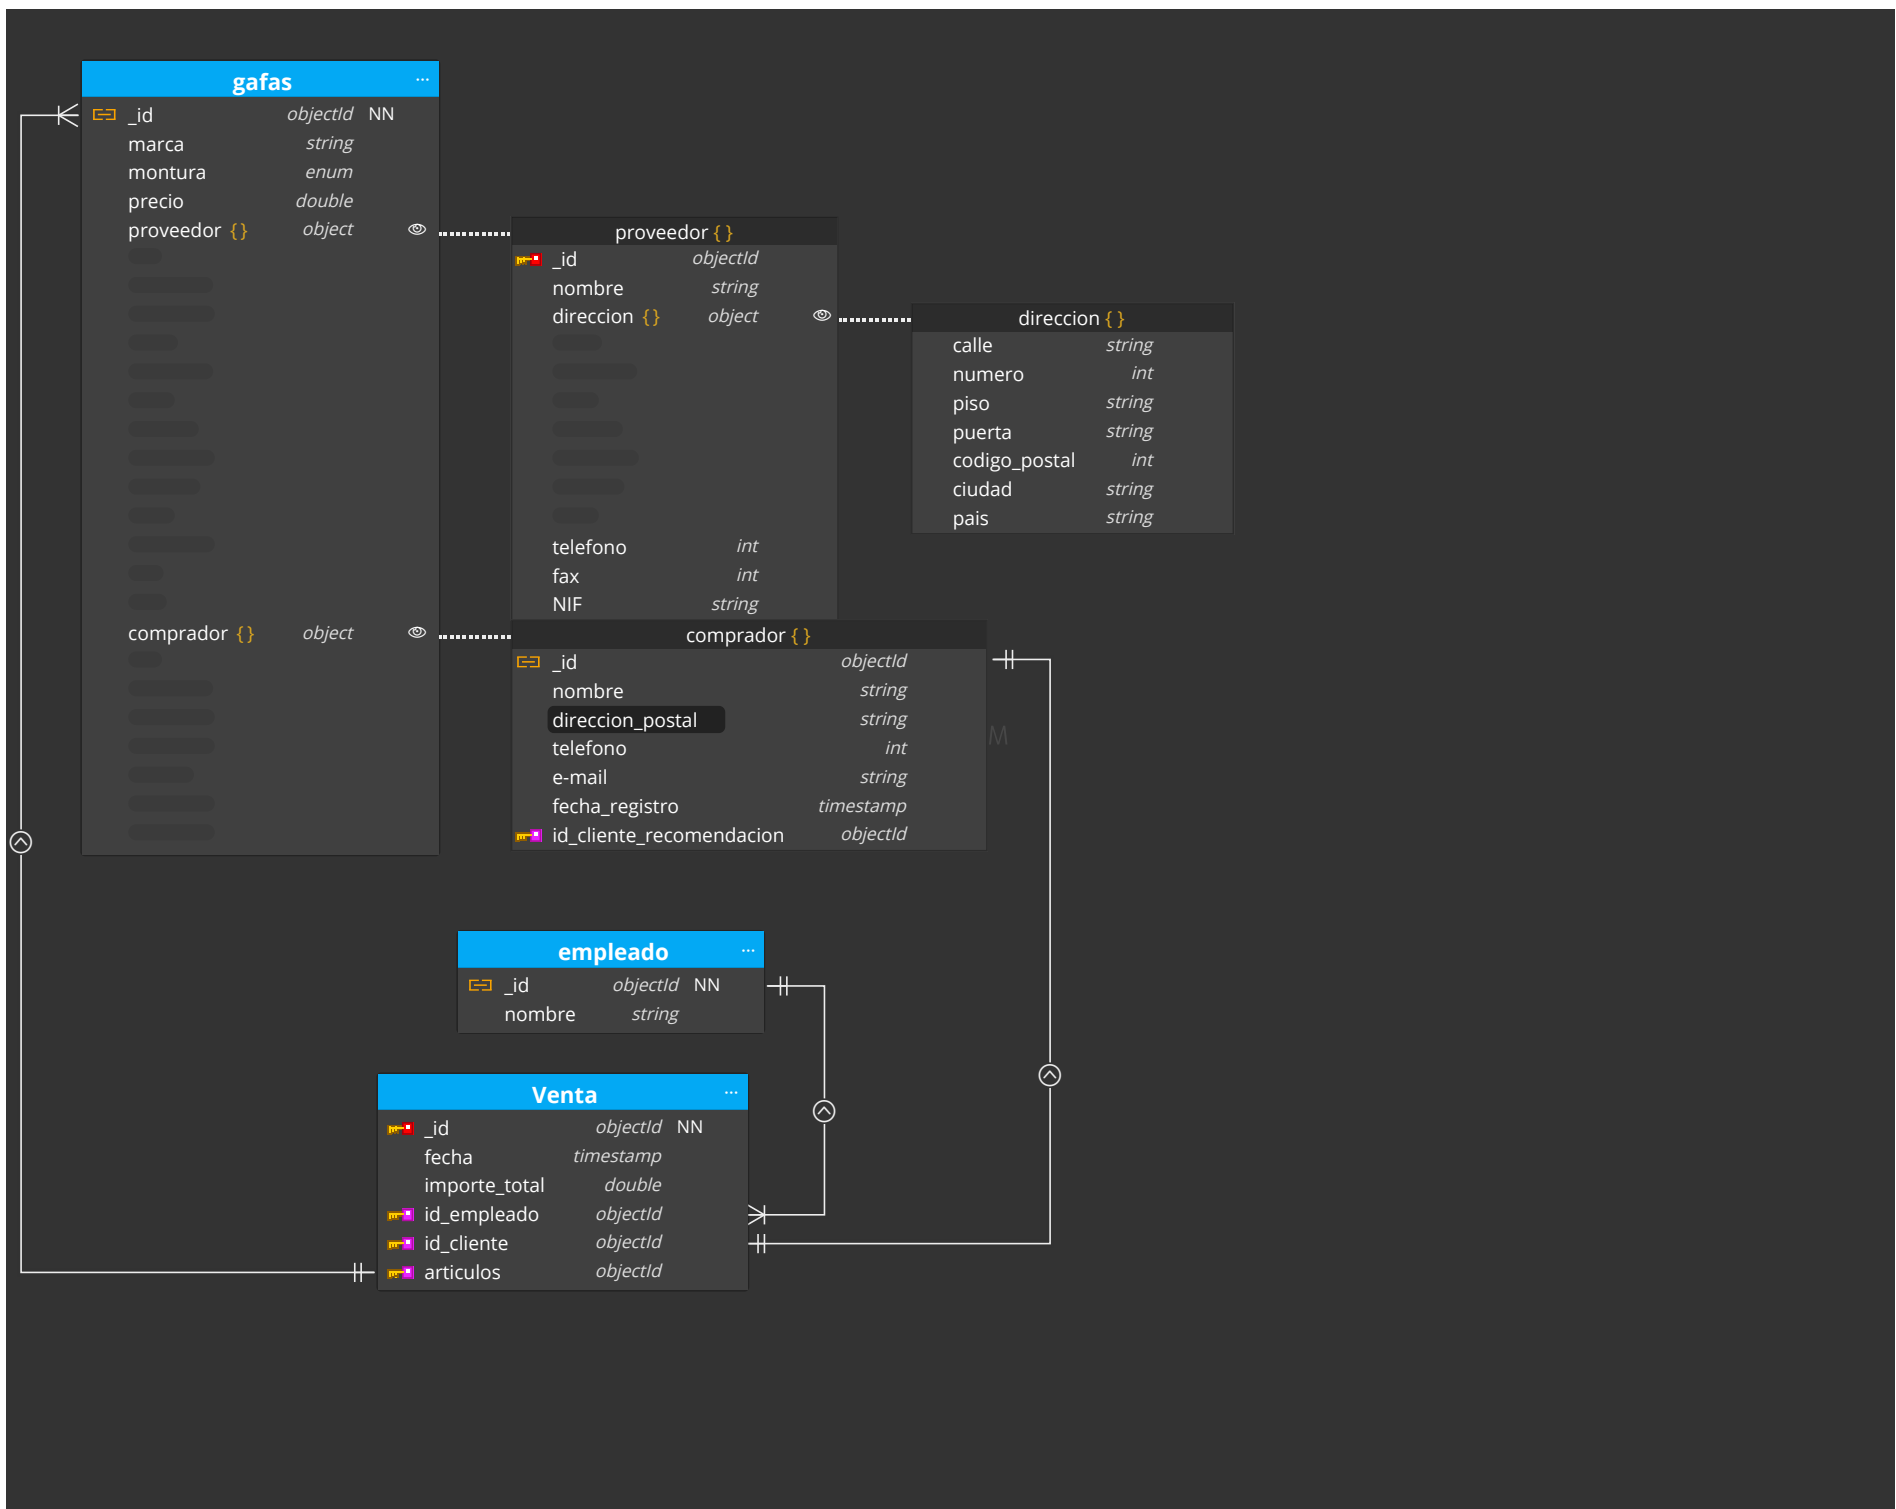 gafas ...
_id objectId NN
marca string
montura enum
precio double
proveedor {} object
comprador {} object
proveedor {}
_id objectId
nombre string
direccion {} object
telefono int
fax int
NIF string
direccion {}
calle string
numero int
piso string
puerta string
codigo_postal int
ciudad string
pais string
comprador {}
_id objectId
nombre string
direccion_postal string
telefono int
e-mail string
fecha_registro timestamp
id_cliente_recomendacion objectId
M
empleado ...
_id objectId NN
nombre string
Venta ...
_id objectId NN
fecha timestamp
importe_total double
id_empleado objectId
id_cliente objectId
articulos objectId